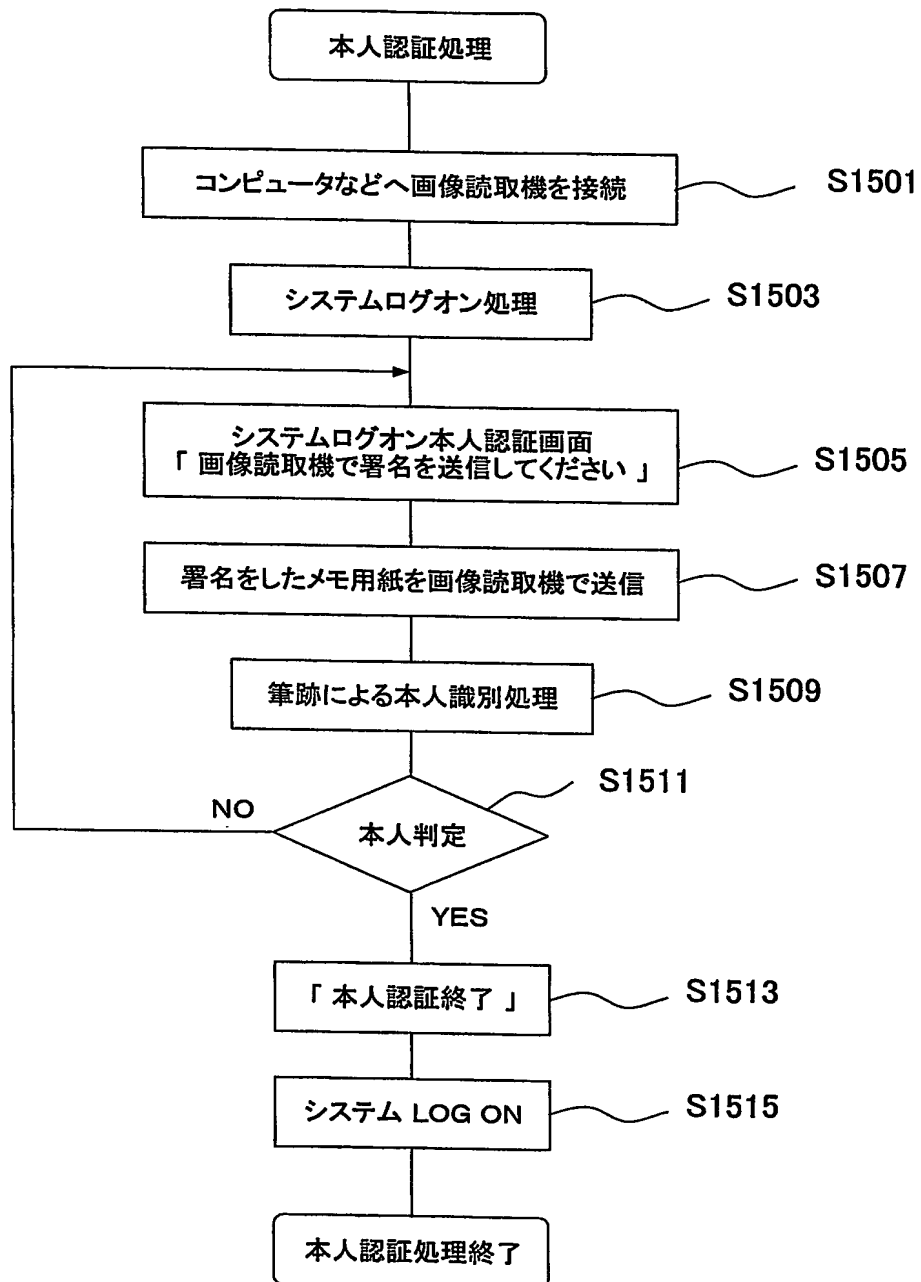 本人認証処理
コンピュータなどへ画像読取機を接続
S1501
システムログオン処理
S1503
システムログオン本人認証画面
「 画像読取機で署名を送信してください 」
S1505
署名をしたメモ用紙を画像読取機で送信
S1507
筆跡による本人識別処理
S1509
S1511
NO
本人判定
YES
「 本人認証終了 」
S1513
システム LOG ON
S1515
本人認証処理終了